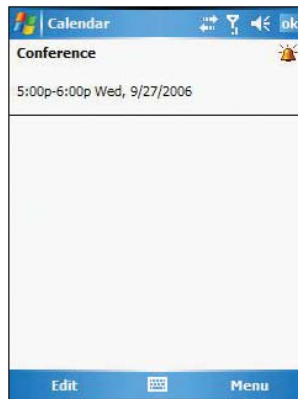 Calendar
ok
Conference
5:00p-6:00p Wed, 9/27/2006
Edit
Menu